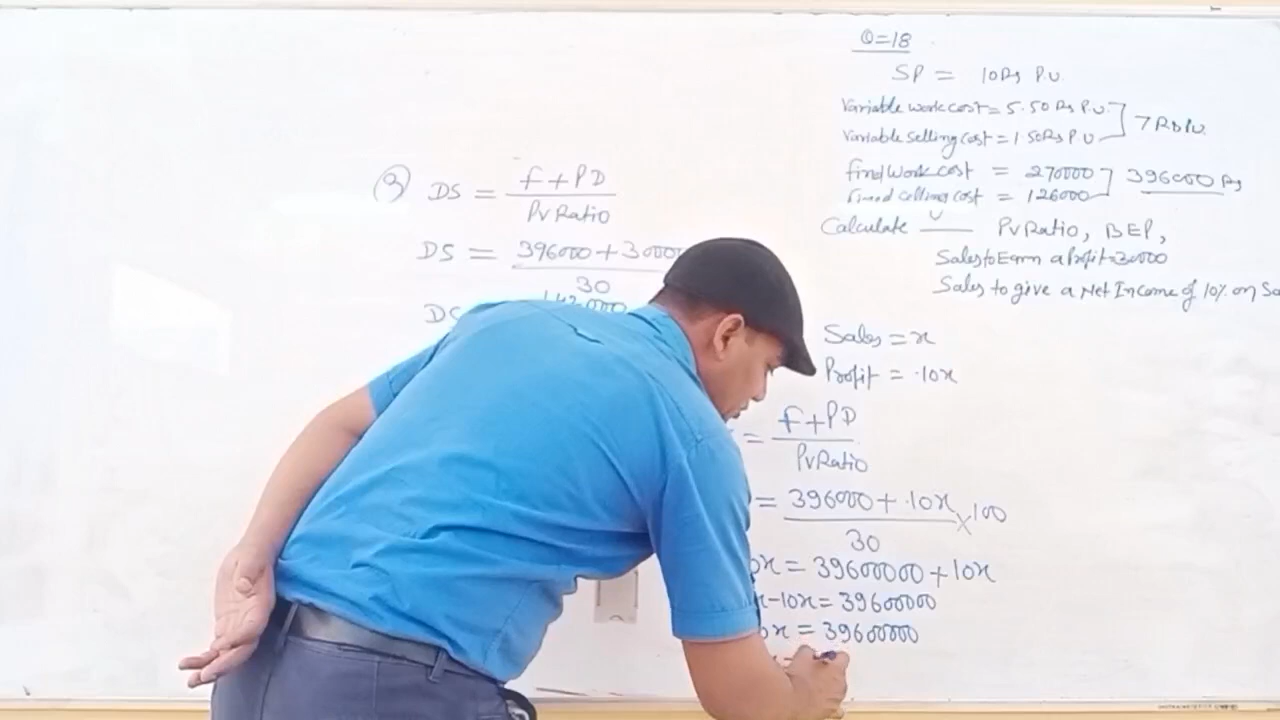 Q=18
SP = 10Rs P.U.
Variable work cost = 5.50 Rs P.U.
7 Rs P.U.
Variable selling cost = 1.50Rs P.U
fixed work cost = 270000
396000 Rs
fixed selling cost = 126000
Calculate PV Ratio, BEP,
Sales to Earn a Profit=30000
Sales to give a Net Income of 10% on Sa
(3) DS = f+PD
PV Ratio
DS = 396000+30000
30
DS
Sales = x
Profit = .10x
= f+PD
PV Ratio
= 396000 + .10x ×100
30
x = 39600000 + 10x
x-10x = 39600000
x = 39600000